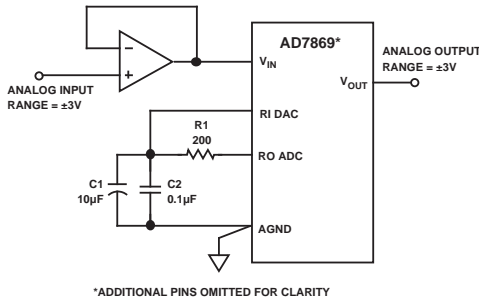 AD7869*
ANALOG INPUT
RANGE = ±3V
–
+
V_IN
ANALOG OUTPUT
RANGE = ±3V
V_OUT
RI DAC
R1
200
RO ADC
C1
10µF
C2
0.1µF
AGND
*ADDITIONAL PINS OMITTED FOR CLARITY